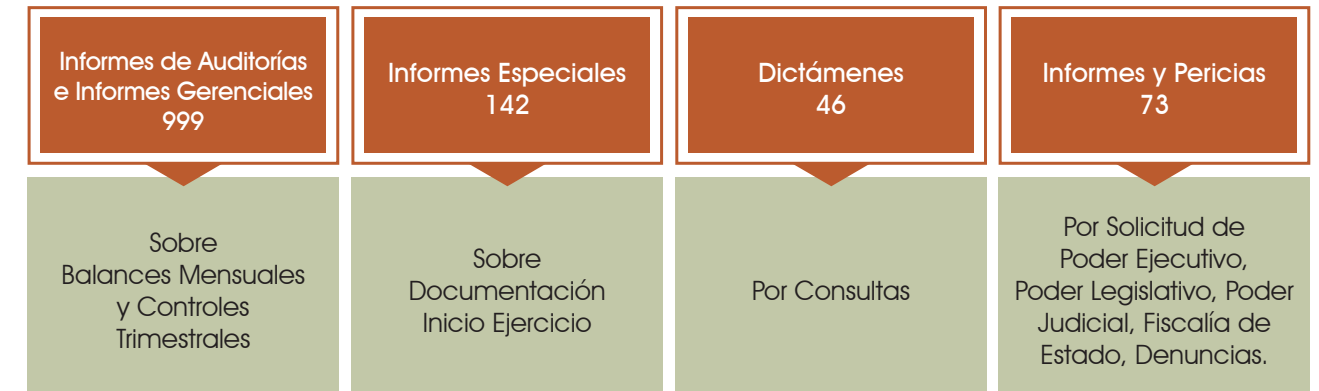 Informes de Auditorías
e Informes Gerenciales
999
Sobre
Balances Mensuales
y Controles
Trimestrales
Informes Especiales
142
Sobre
Documentación
Inicio Ejercicio
Dictámenes
46
Por Consultas
Informes y Pericias
73
Por Solicitud de
Poder Ejecutivo,
Poder Legislativo, Poder
Judicial, Fiscalía de
Estado, Denuncias.